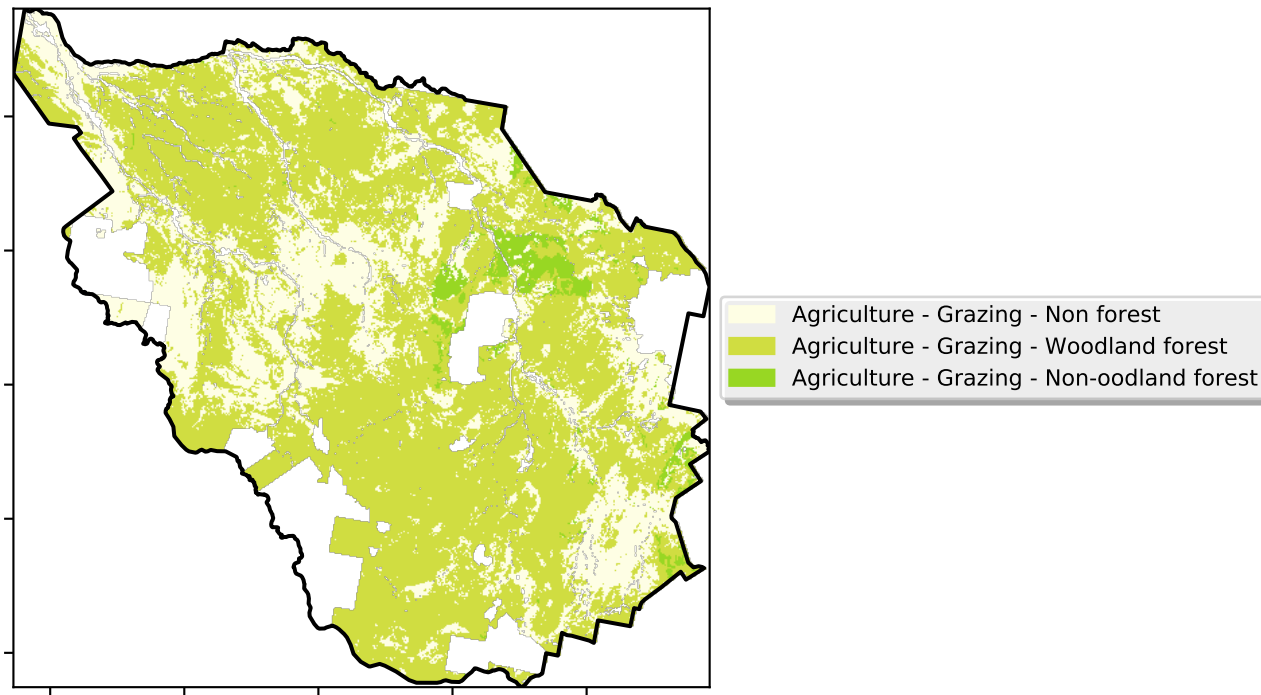 Agriculture - Grazing - Non forest
Agriculture - Grazing - Woodland forest
Agriculture - Grazing - Non-oodland forest